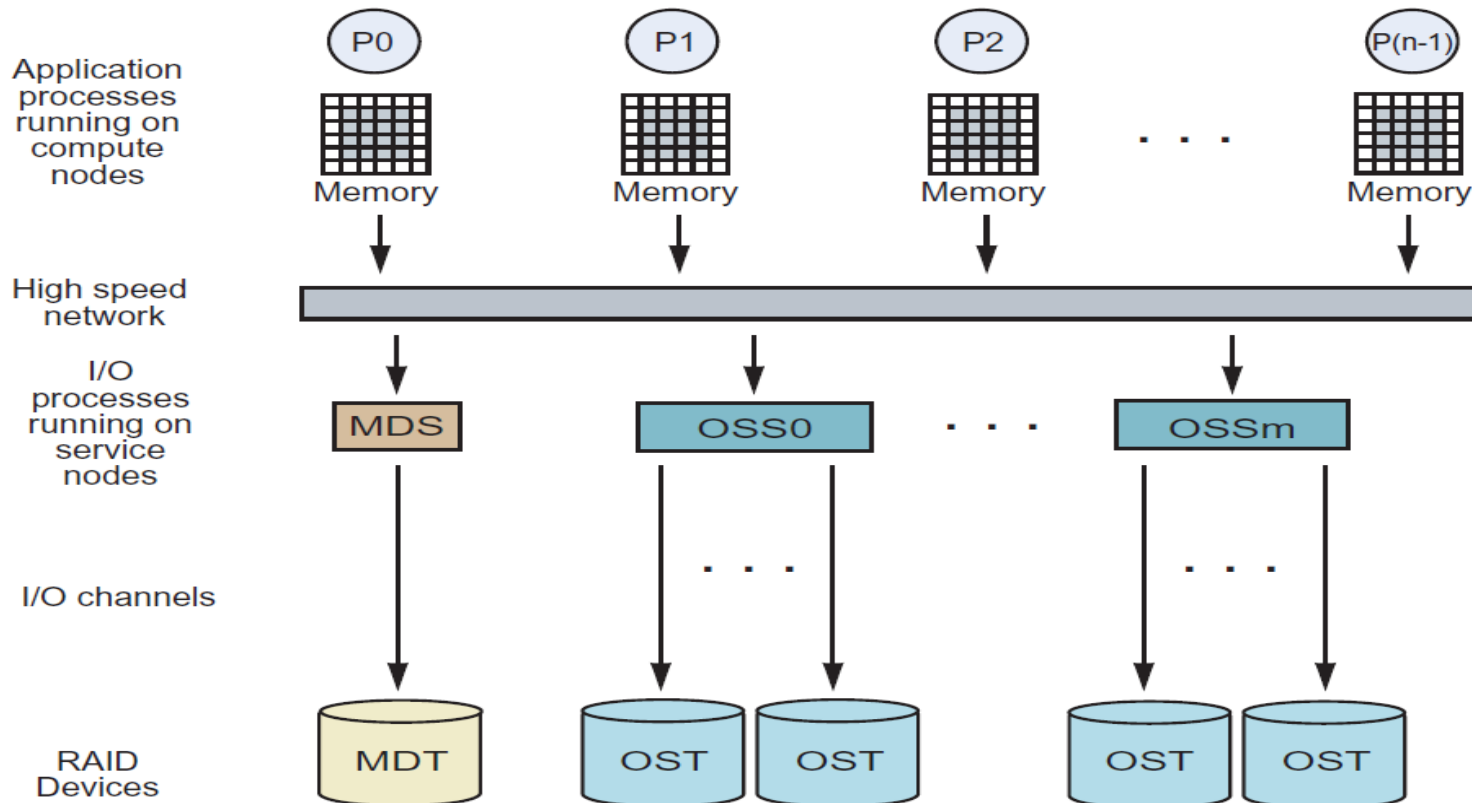 P0
P1
P2
P(n-1)
Application
processes
running on
compute
nodes
. . .
Memory
Memory
Memory
Memory
High speed
network
I/O
processes
running on
service
nodes
MDS
OSS0
. . .
OSSm
I/O channels
. . .
. . .
RAID
Devices
MDT
OST
OST
OST
OST